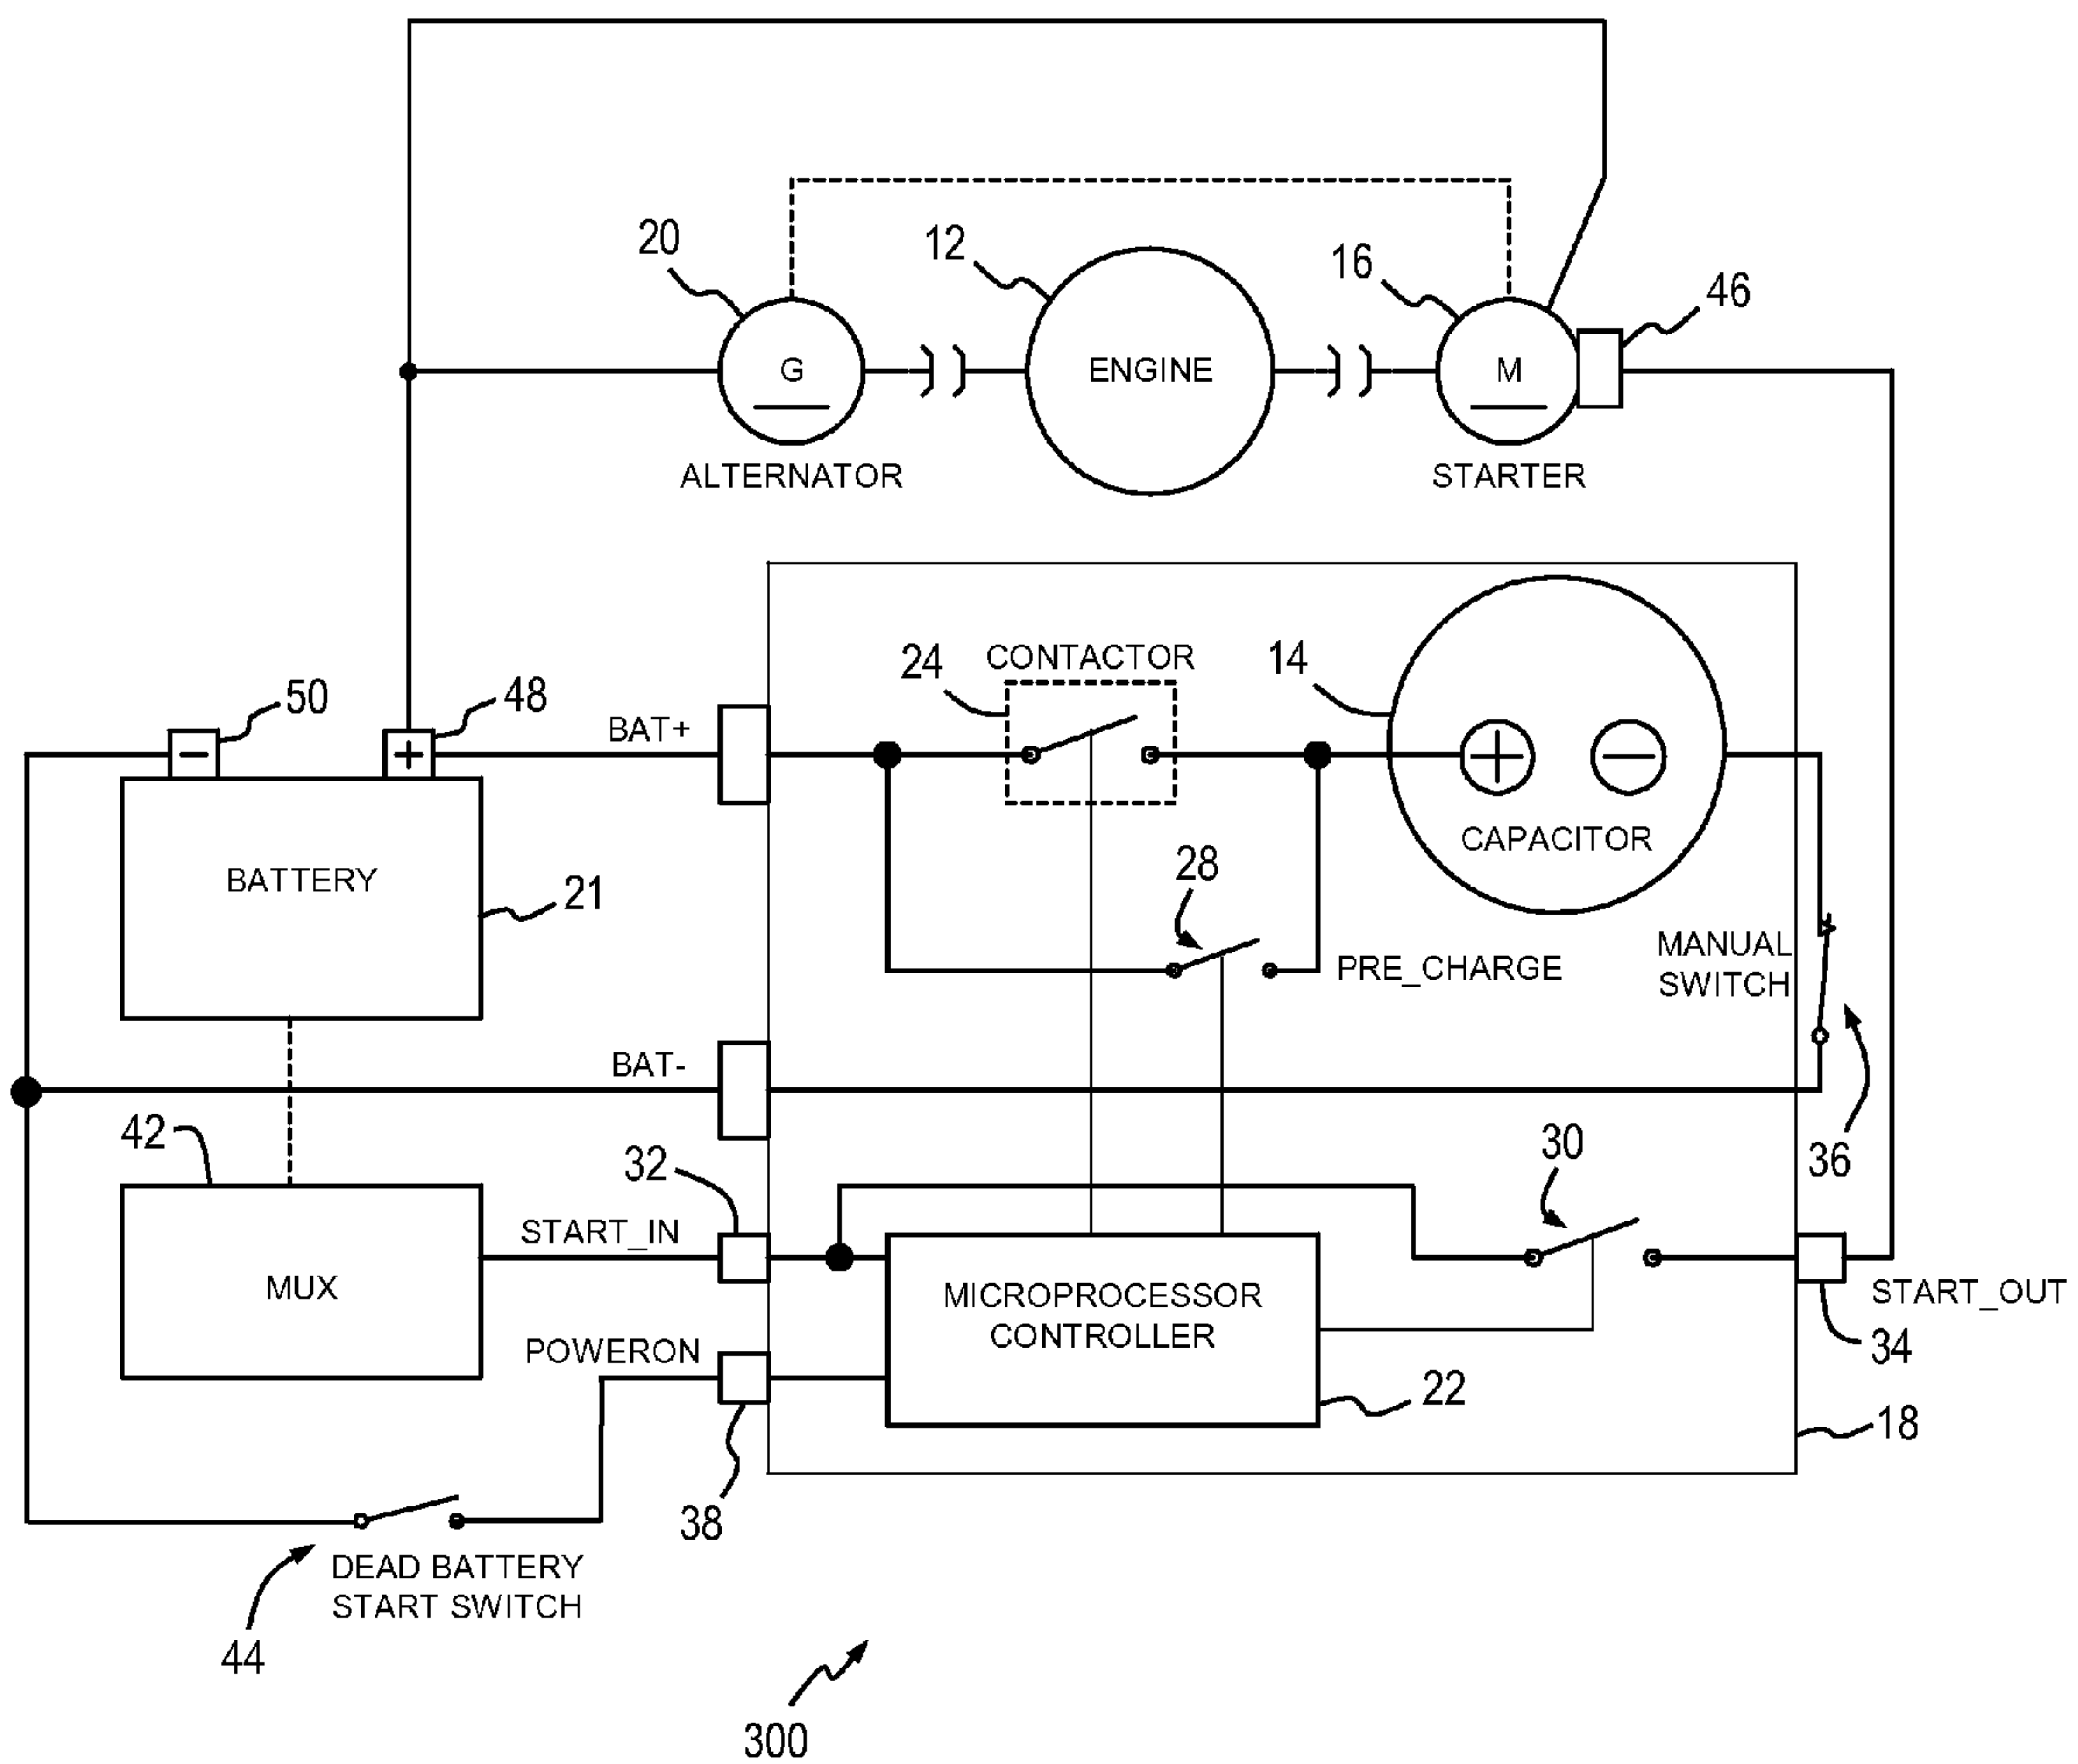 20
12
16
46
G
ENGINE
M
ALTERNATOR
STARTER
50
48
BAT+
24
CONTACTOR
14
−
+
+
−
CAPACITOR
BATTERY
21
28
PRE_CHARGE
MANUAL
SWITCH
BAT-
42
32
30
36
START_IN
MUX
MICROPROCESSOR
CONTROLLER
START_OUT
34
POWERON
22
18
38
DEAD BATTERY
START SWITCH
44
300